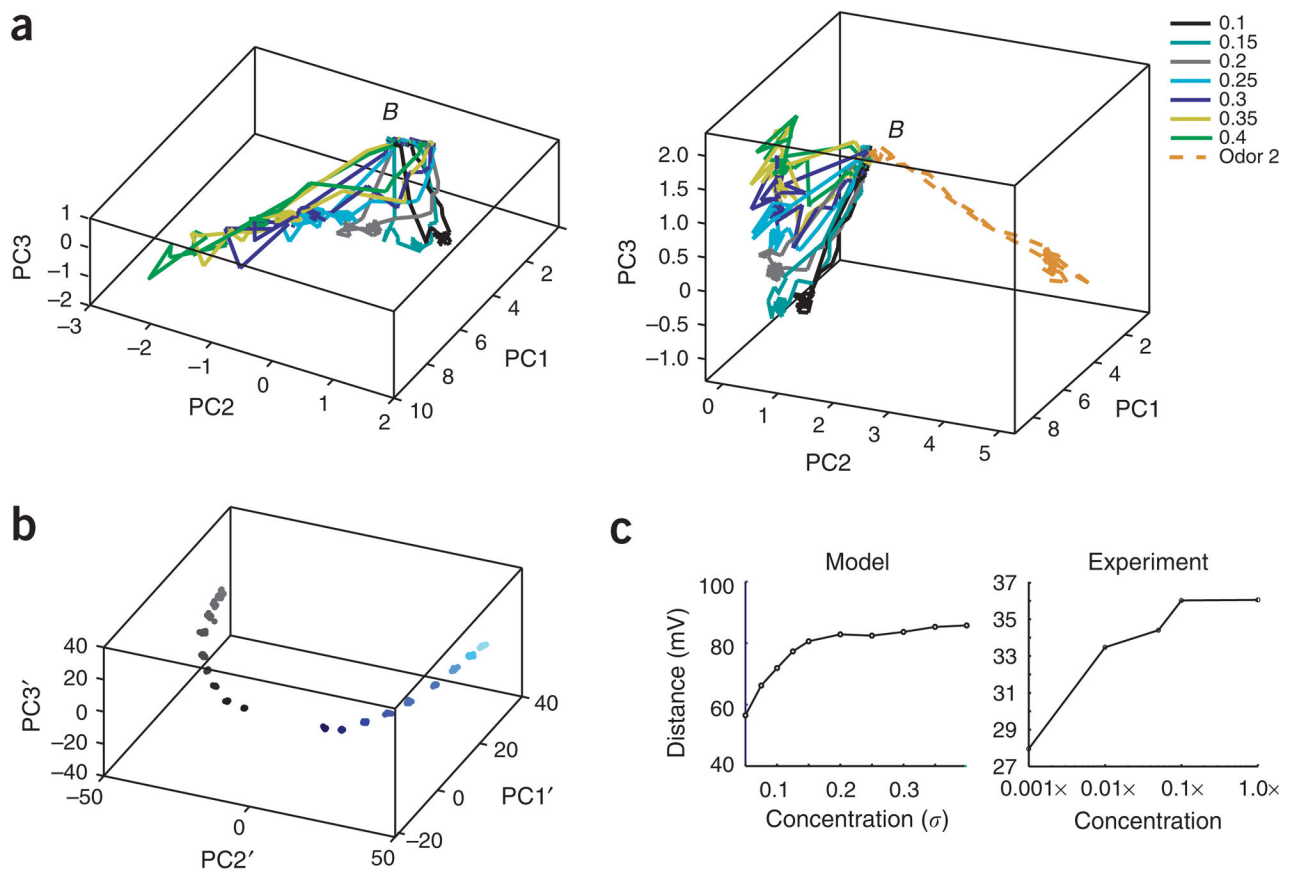 a
B
1
0
−1
−2
−3
−2
−1
0
1
2
PC3
PC2
2
4
6
8
10
PC1
B
2.0
1.5
1.0
0.5
0
−0.5
−1.0
PC3
0
1
2
3
4
5
PC2
2
4
6
8
PC1
0.1
0.15
0.2
0.25
0.3
0.35
0.4
Odor 2
b
40
20
0
−20
−40
PC3′
−50
0
50
PC2′
40
20
0
−20
PC1′
c
Model
100
80
60
40
Distance (mV)
0.1 0.2 0.3
Concentration (σ)
Experiment
37
35
33
31
29
27
0.001× 0.01× 0.1× 1.0×
Concentration